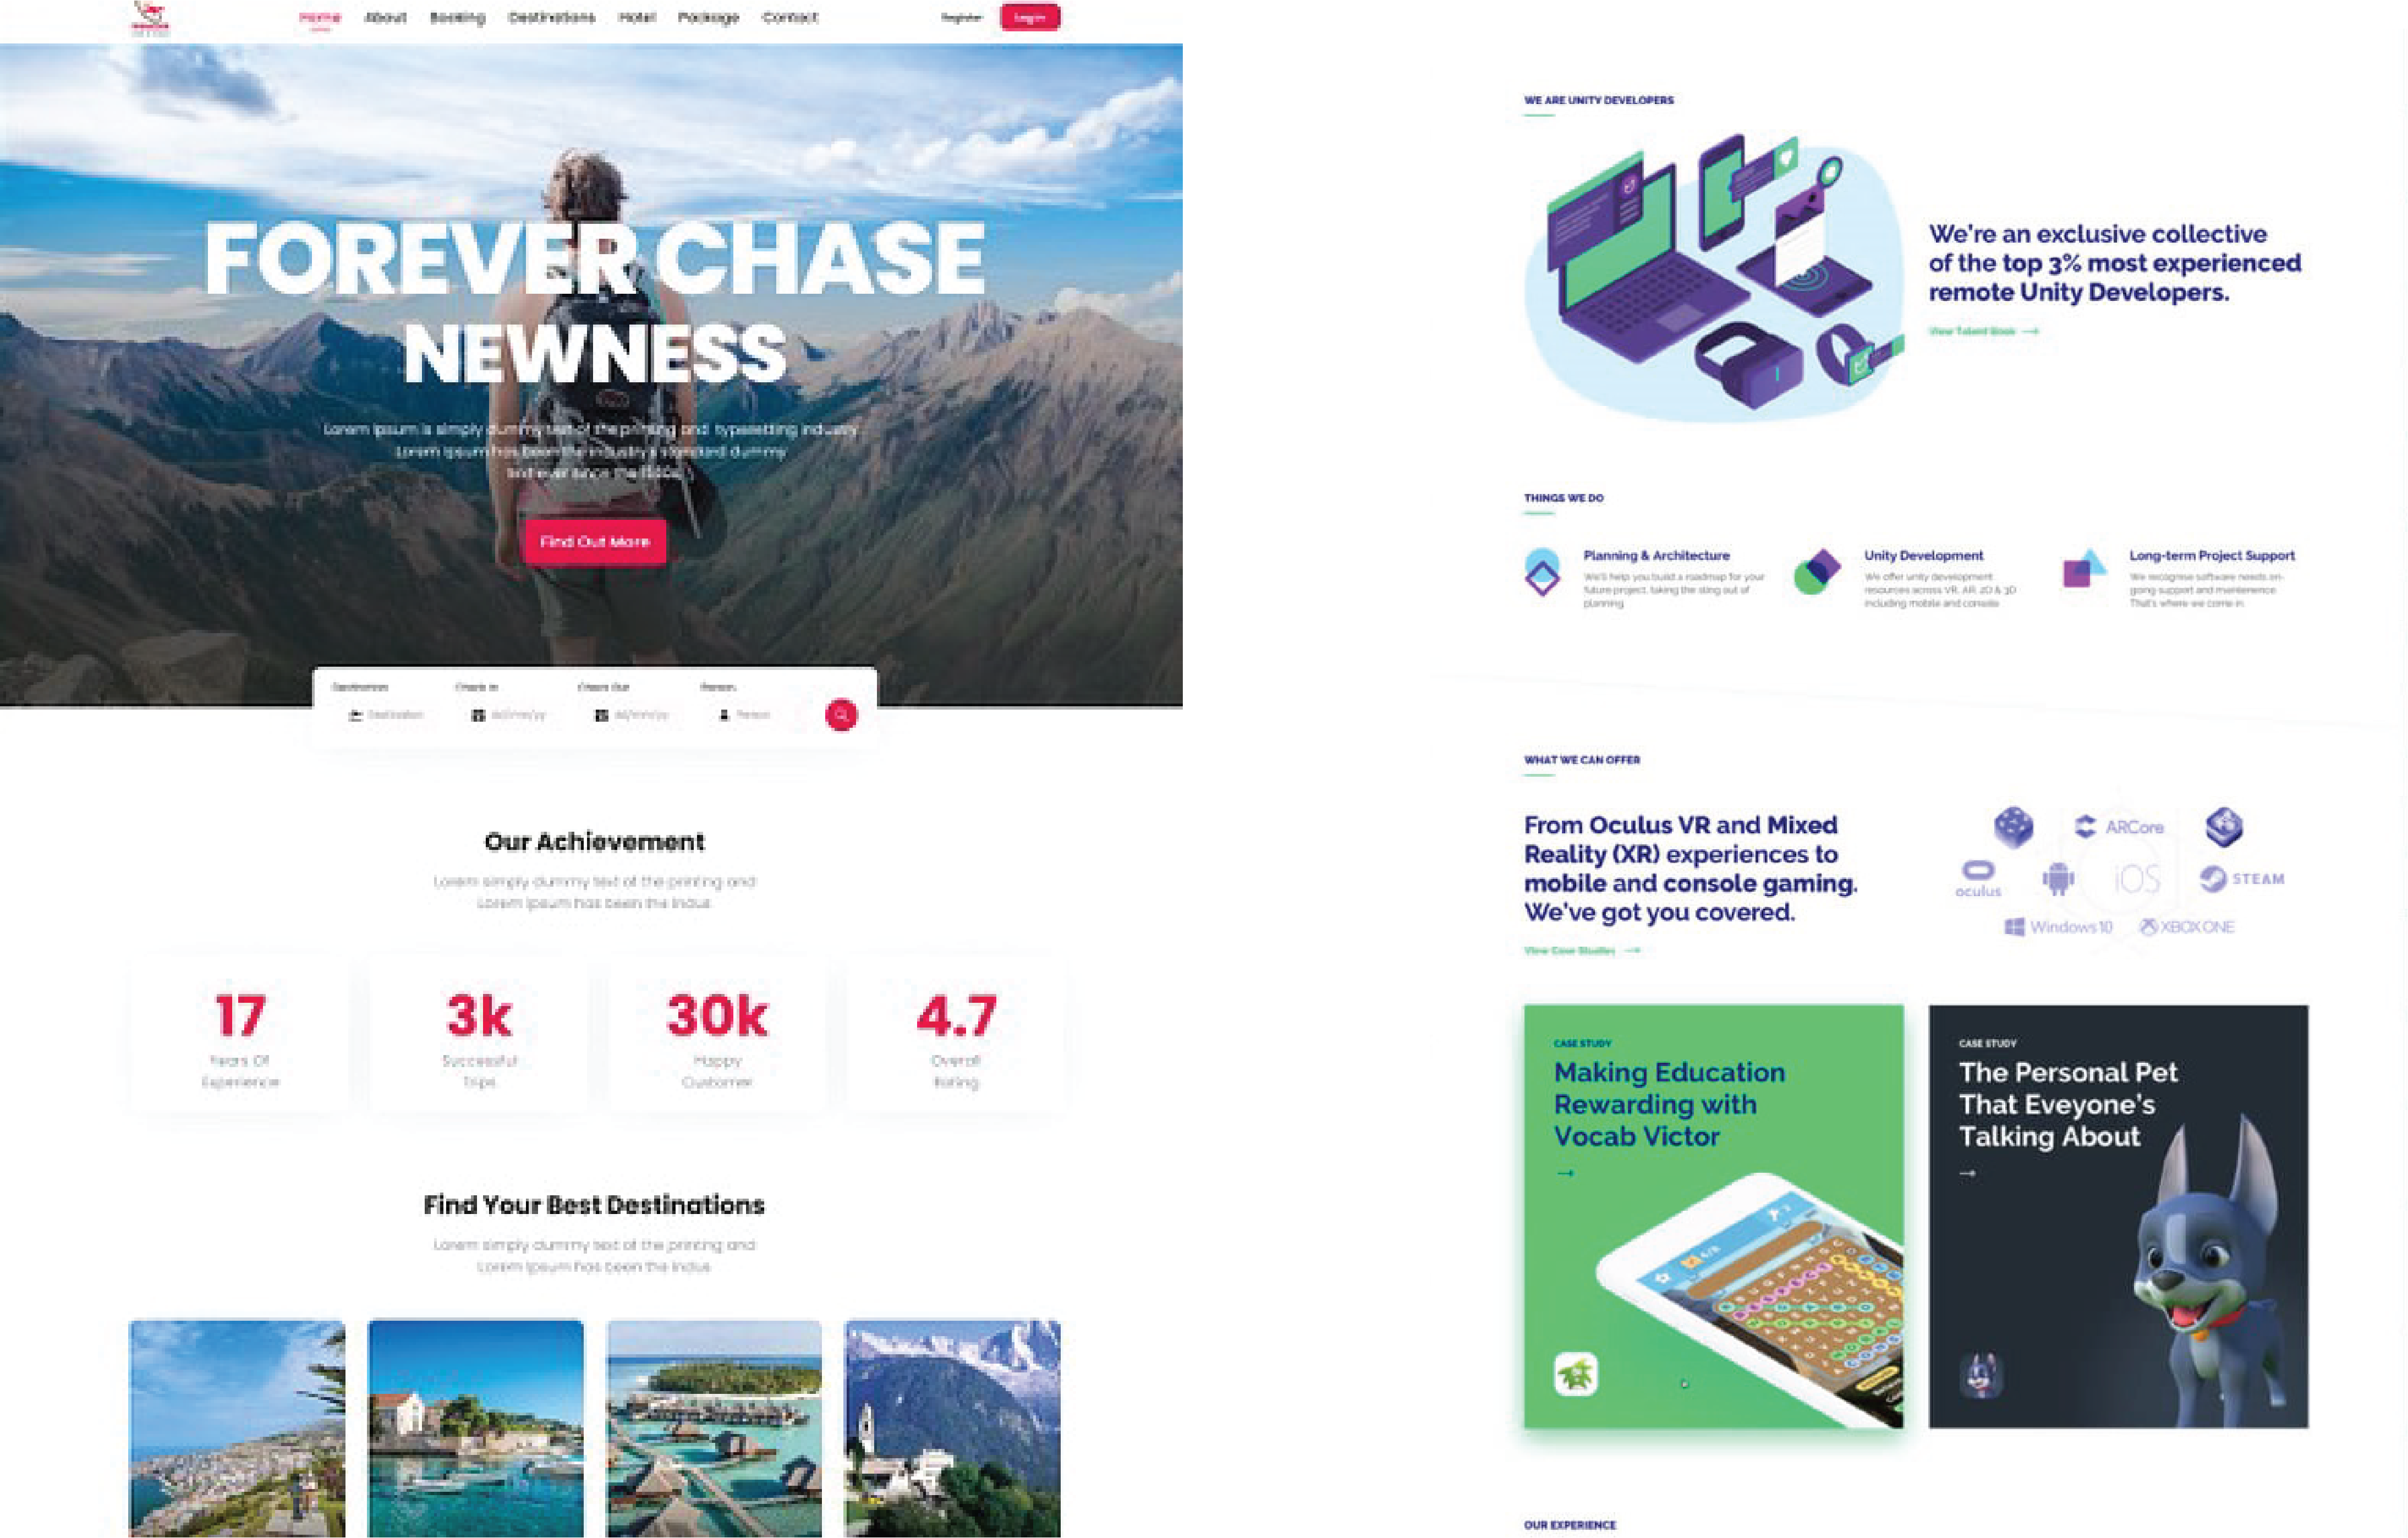 Home About Booking Destinations Hotel Package Contact
Register Login
FOREVER CHASE
NEWNESS
Lorem Ipsum is simply dummy text of the printing and typesetting industry
Lorem Ipsum has been the industry's standard dummy
text ever since the 1500s,
Find Out More
Destination Check In Check Out Person
Destination dd/mm/yy dd/mm/yy Person
Our Achievement
Lorem simply dummy text of the printing and
Lorem Ipsum has been the indus
17
Years Of
Experience
3k
Successful
Trips
30k
Happy
Customer
4.7
Overall
Rating
Find Your Best Destinations
Lorem simply dummy text of the printing and
Lorem Ipsum has been the indus
WE ARE UNITY DEVELOPERS
We're an exclusive collective
of the top 3% most experienced
remote Unity Developers.
View Talent Book →
THINGS WE DO
Planning & Architecture
We'll help you build a roadmap for your
future project, taking the sting out of
planning
Unity Development
We offer unity development
resources across VR, AR, 2D & 3D
including mobile and console
Long-term Project Support
We recognise software needs on-
going support and maintenence.
That's where we come in.
WHAT WE CAN OFFER
From Oculus VR and Mixed
Reality (XR) experiences to
mobile and console gaming.
We've got you covered.
View Case Studies →
ARCore
oculus
iOS
STEAM
Windows 10
XBOX ONE
CASE STUDY
Making Education
Rewarding with
Vocab Victor
→
CASE STUDY
The Personal Pet
That Eveyone's
Talking About
→
OUR EXPERIENCE